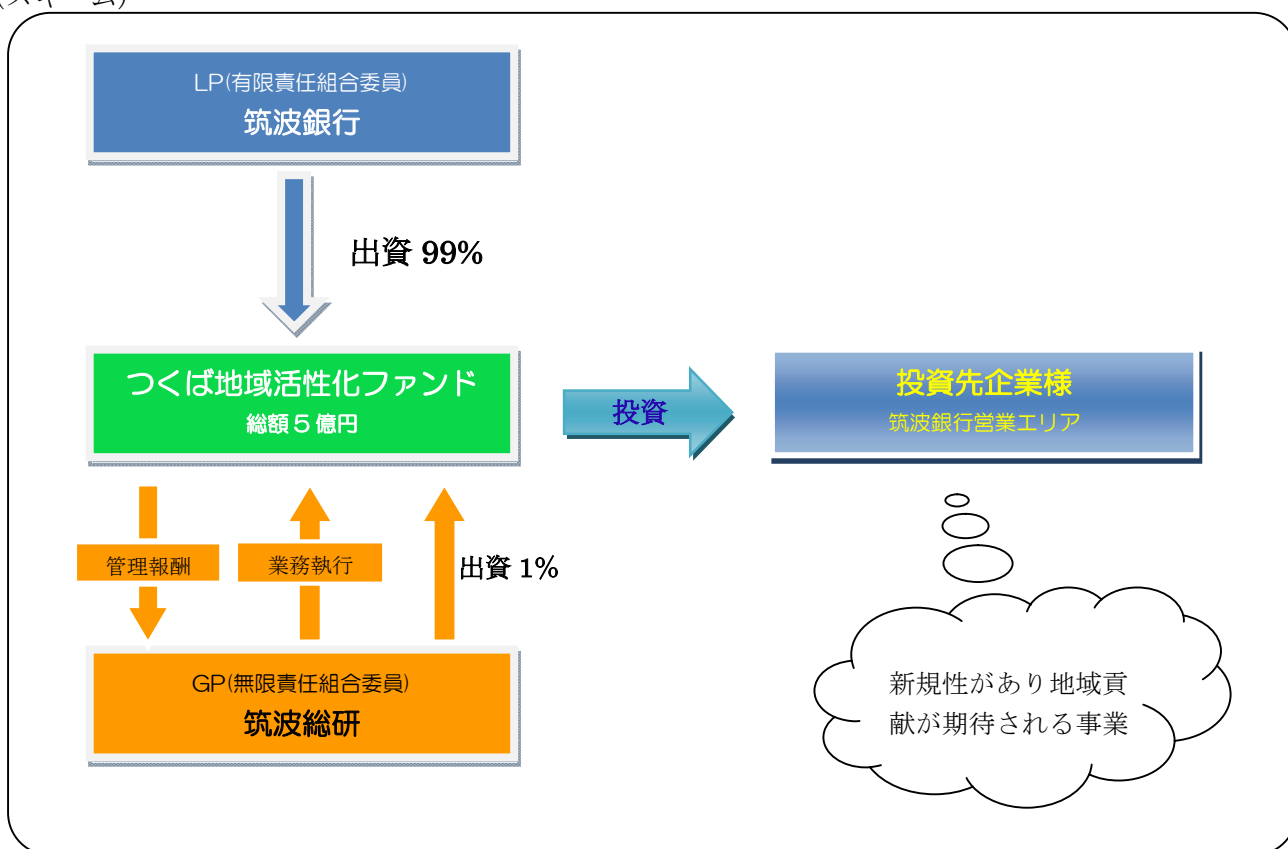 (スキーム)
LP(有限責任組合委員)
筑波銀行
出資 99%
つくば地域活性化ファンド
総額５億円
投資
投資先企業様
筑波銀行営業エリア
管理報酬
業務執行
出資 1%
GP(無限責任組合委員)
筑波総研
新規性があり地域貢
献が期待される事業